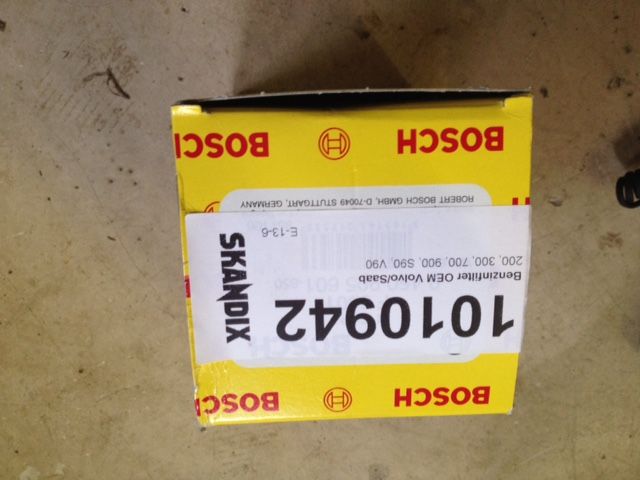 BOSCH BOSCH
1010942
Benzinfilter OEM Volvo/Saab
200, 300, 700, 900, S90, V90
SKANDIX
E-13-6
ROBERT BOSCH GMBH, D-70049 STUTTGART, GERMANY
BOSCH BOSCH